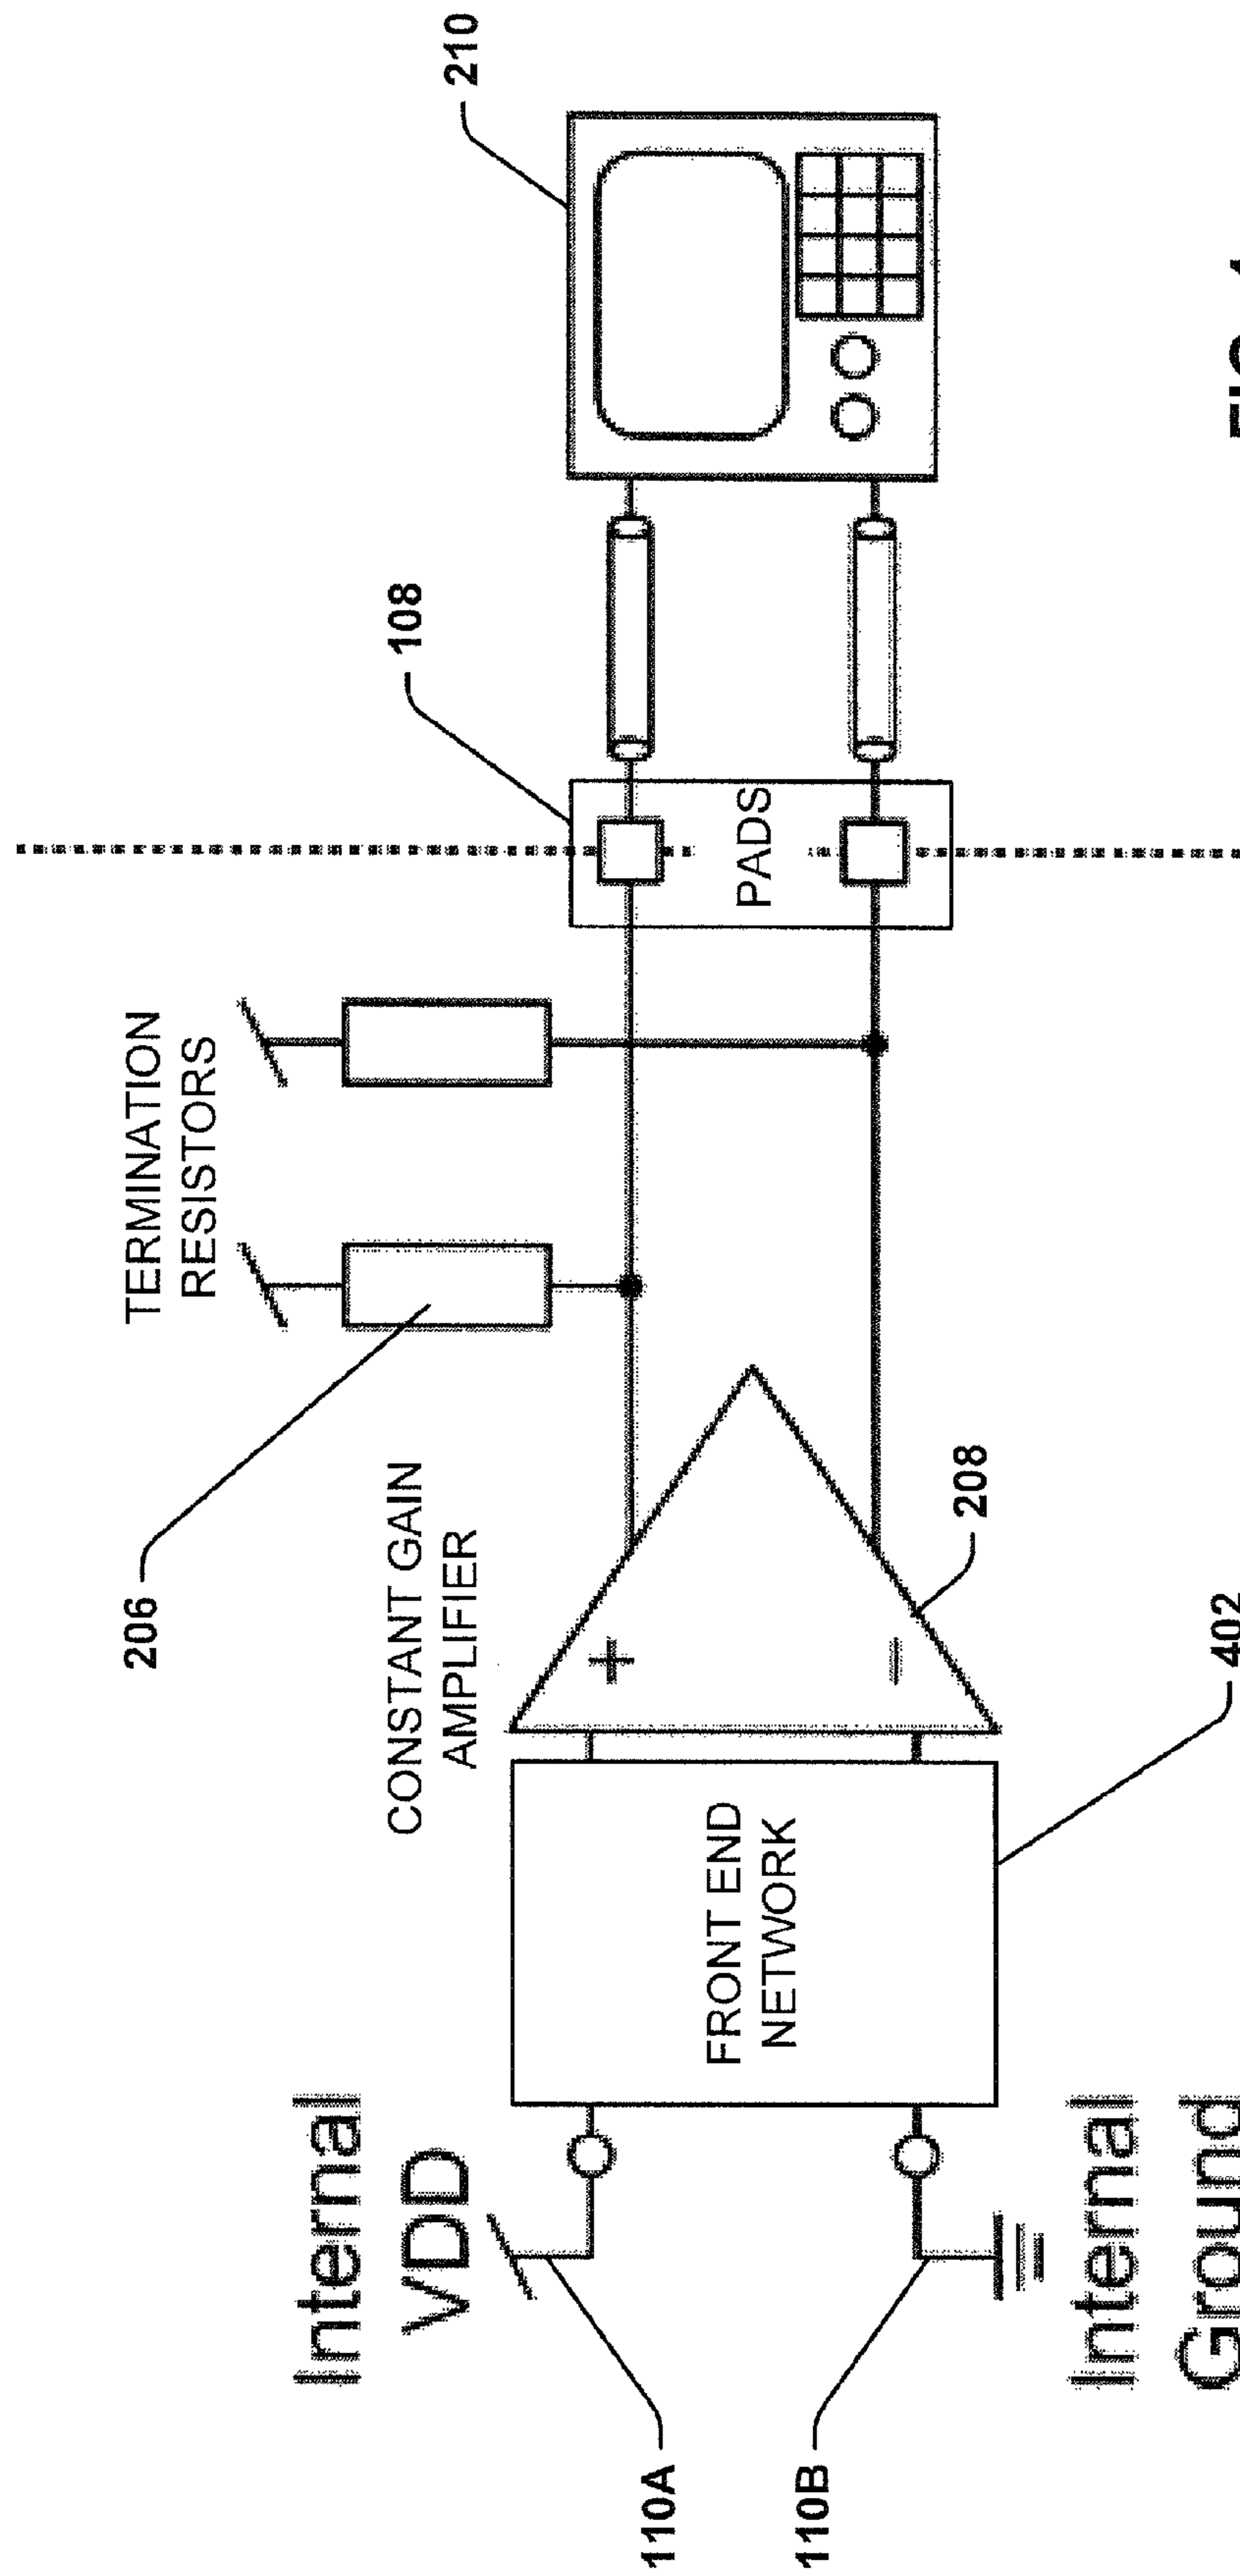 210
108
TERMINATION
RESISTORS
206
CONSTANT GAIN
AMPLIFIER
208
402
PADS
FRONT END
NETWORK
+
−
Internal
VDD
110A
110B
Internal
Ground